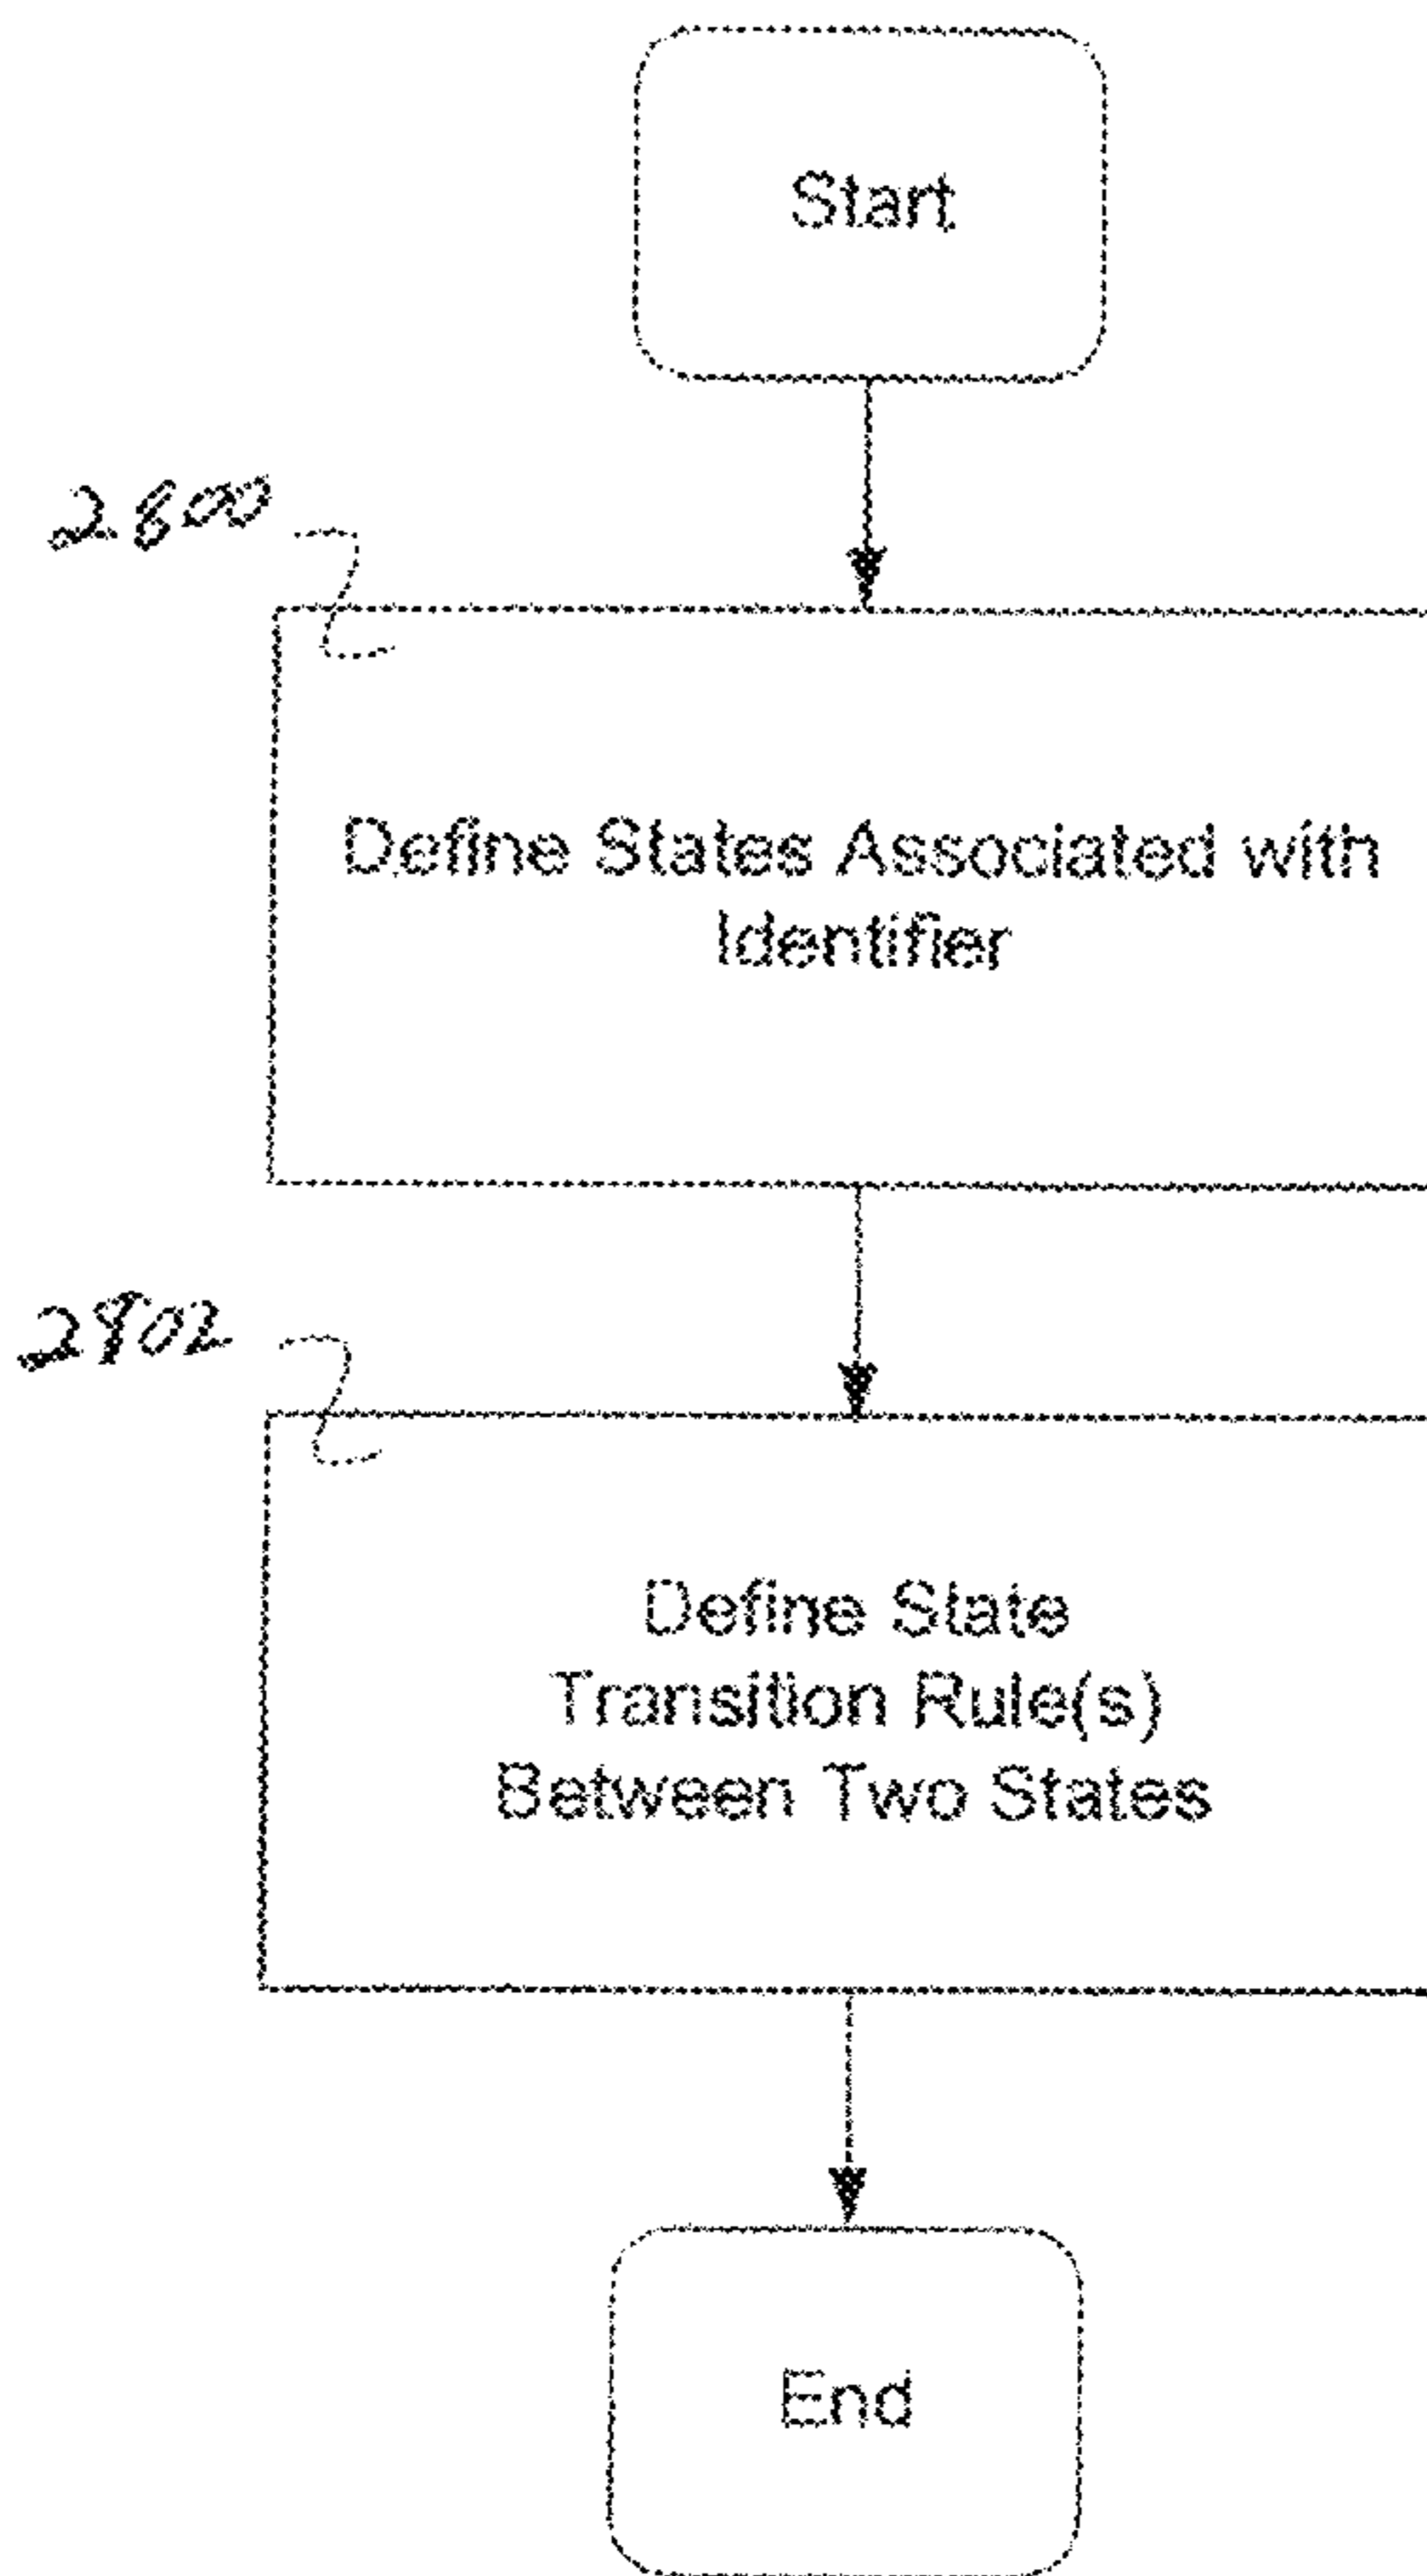 Start
2800
Define States Associated with
Identifier
2802
Define State
Transition Rule(s)
Between Two States
End